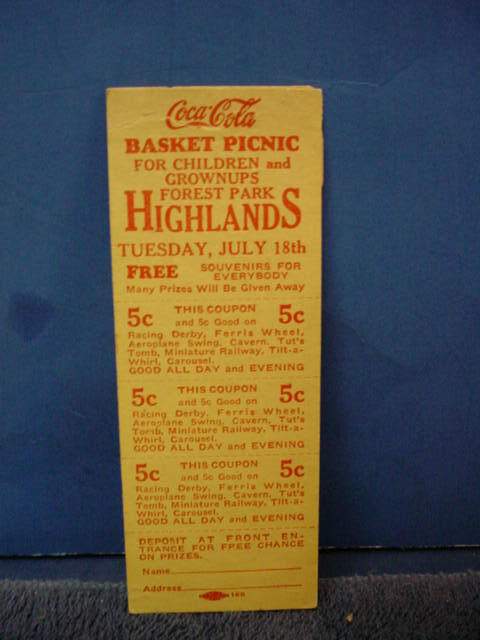 Coca-Cola
BASKET PICNIC
FOR CHILDREN and
GROWNUPS
FOREST PARK
HIGHLANDS
TUESDAY, JULY 18th
FREE SOUVENIRS FOR
EVERYBODY
Many Prizes Will Be Given Away
5c THIS COUPON 5c
and 5c Good on
Racing Derby, Ferris Wheel,
Aeroplane Swing, Cavern, Tut's
Tomb, Miniature Railway, Tilt-a-
Whirl, Carousel.
GOOD ALL DAY and EVENING
5c THIS COUPON 5c
and 5c Good on
Racing Derby, Ferris Wheel,
Aeroplane Swing, Cavern, Tut's
Tomb, Miniature Railway, Tilt-a-
Whirl, Carousel.
GOOD ALL DAY and EVENING
5c THIS COUPON 5c
and 5c Good on
Racing Derby, Ferris Wheel,
Aeroplane Swing, Cavern, Tut's
Tomb, Miniature Railway, Tilt-a-
Whirl, Carousel.
GOOD ALL DAY and EVENING
DEPOSIT AT FRONT EN-
TRANCE FOR FREE CHANCE
ON PRIZES.
Name
Address